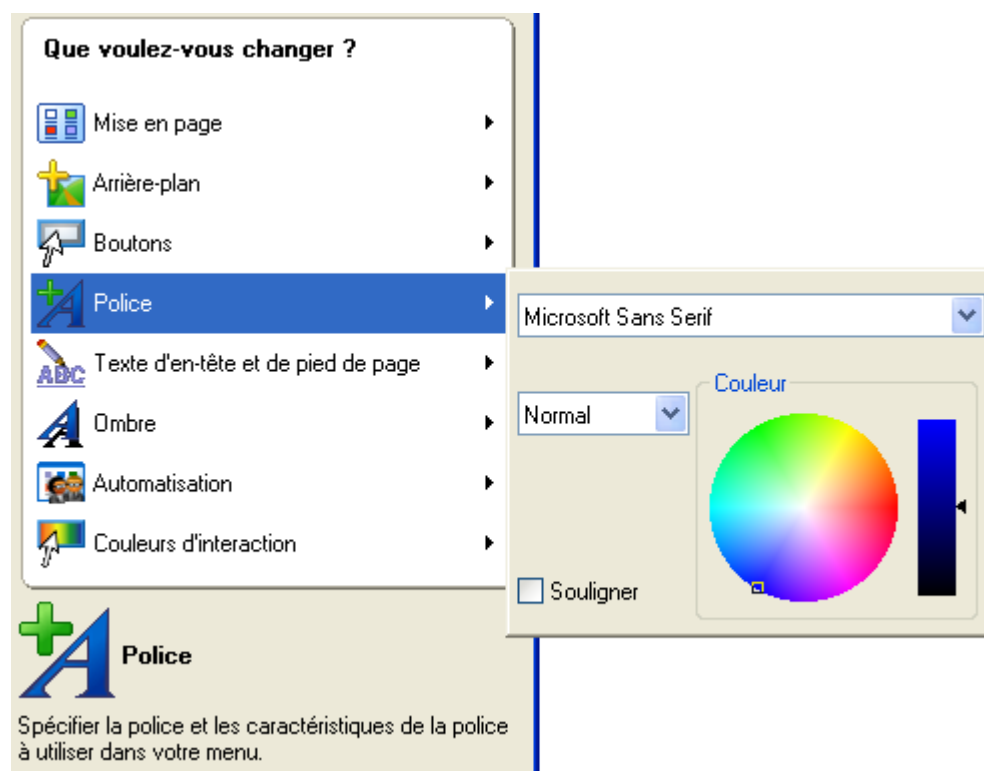 Que voulez-vous changer ?
Mise en page
Arrière-plan
Boutons
Police
Texte d'en-tête et de pied de page
ABC
Ombre
Automatisation
Couleurs d'interaction
Microsoft Sans Serif
Normal
Couleur
Souligner
Police
Spécifier la police et les caractéristiques de la police
à utiliser dans votre menu.